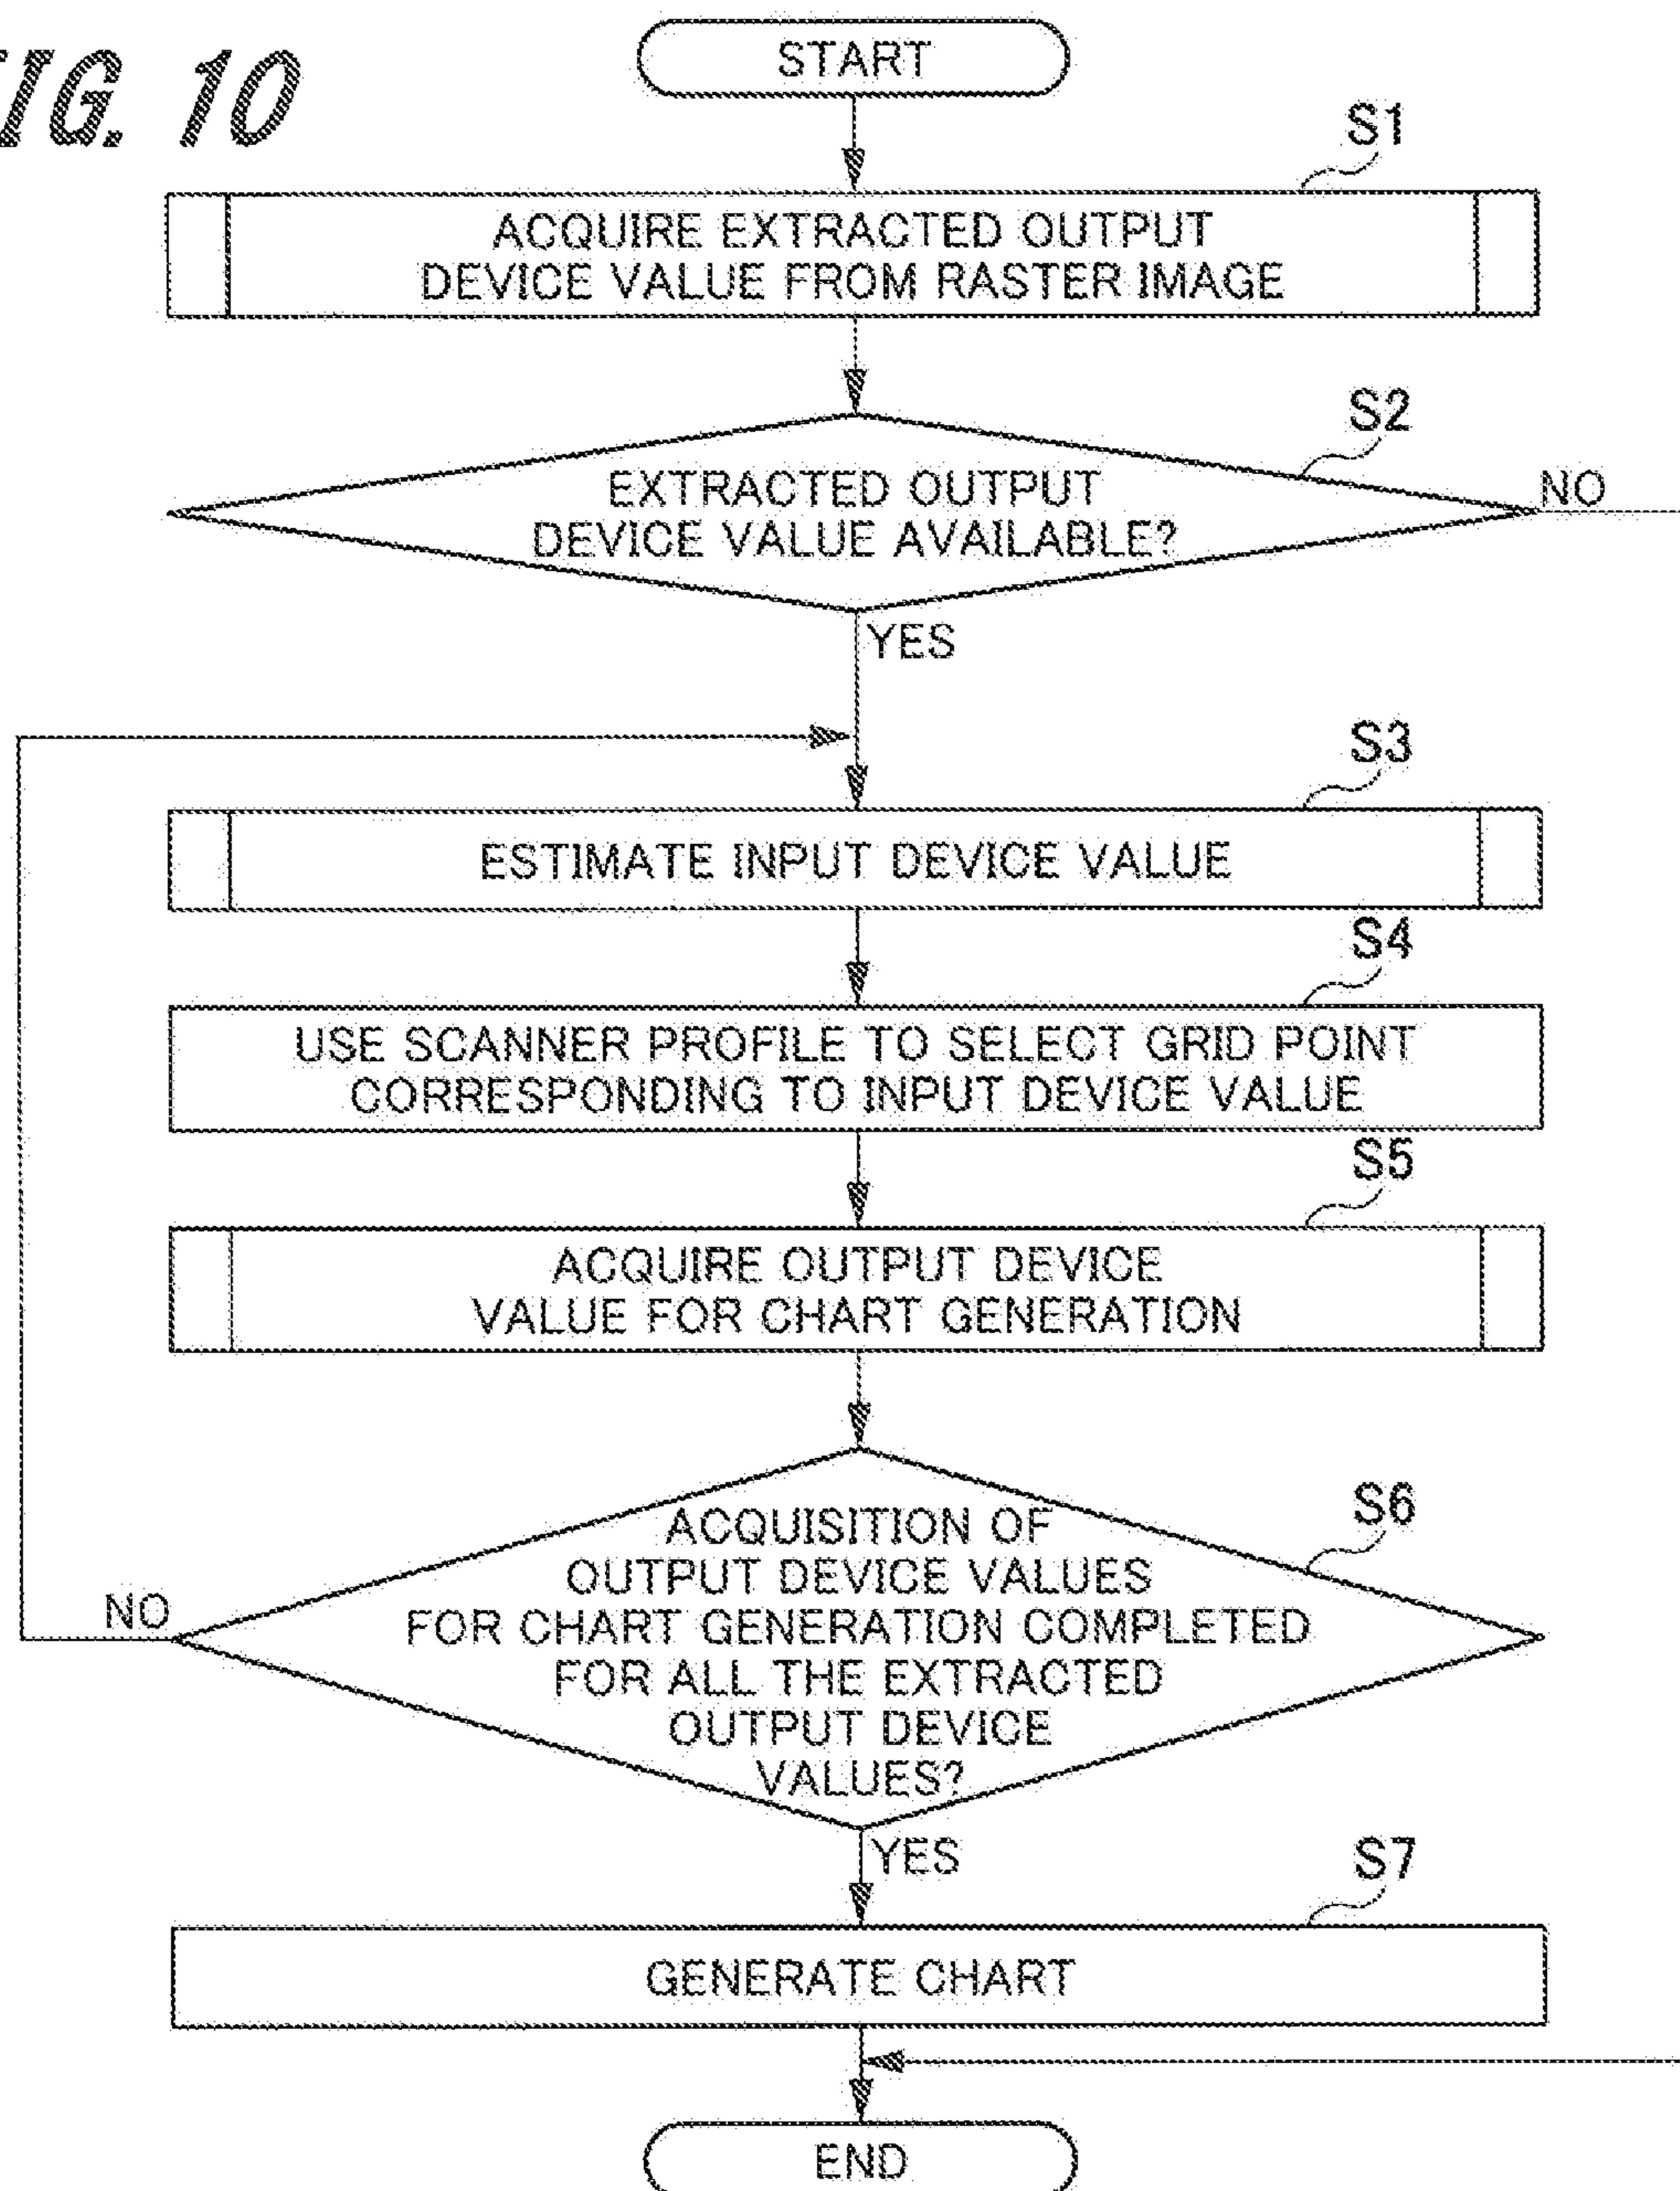 FIG. 10
START
S1
ACQUIRE EXTRACTED OUTPUT
DEVICE VALUE FROM RASTER IMAGE
S2
EXTRACTED OUTPUT
DEVICE VALUE AVAILABLE?
NO
YES
S3
ESTIMATE INPUT DEVICE VALUE
S4
USE SCANNER PROFILE TO SELECT GRID POINT
CORRESPONDING TO INPUT DEVICE VALUE
S5
ACQUIRE OUTPUT DEVICE
VALUE FOR CHART GENERATION
S6
ACQUISITION OF
OUTPUT DEVICE VALUES
FOR CHART GENERATION COMPLETED
FOR ALL THE EXTRACTED
OUTPUT DEVICE
VALUES?
NO
YES
S7
GENERATE CHART
END